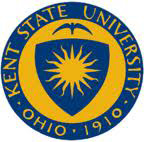 KENT STATE UNIVERSITY
• OHIO • 1910 •